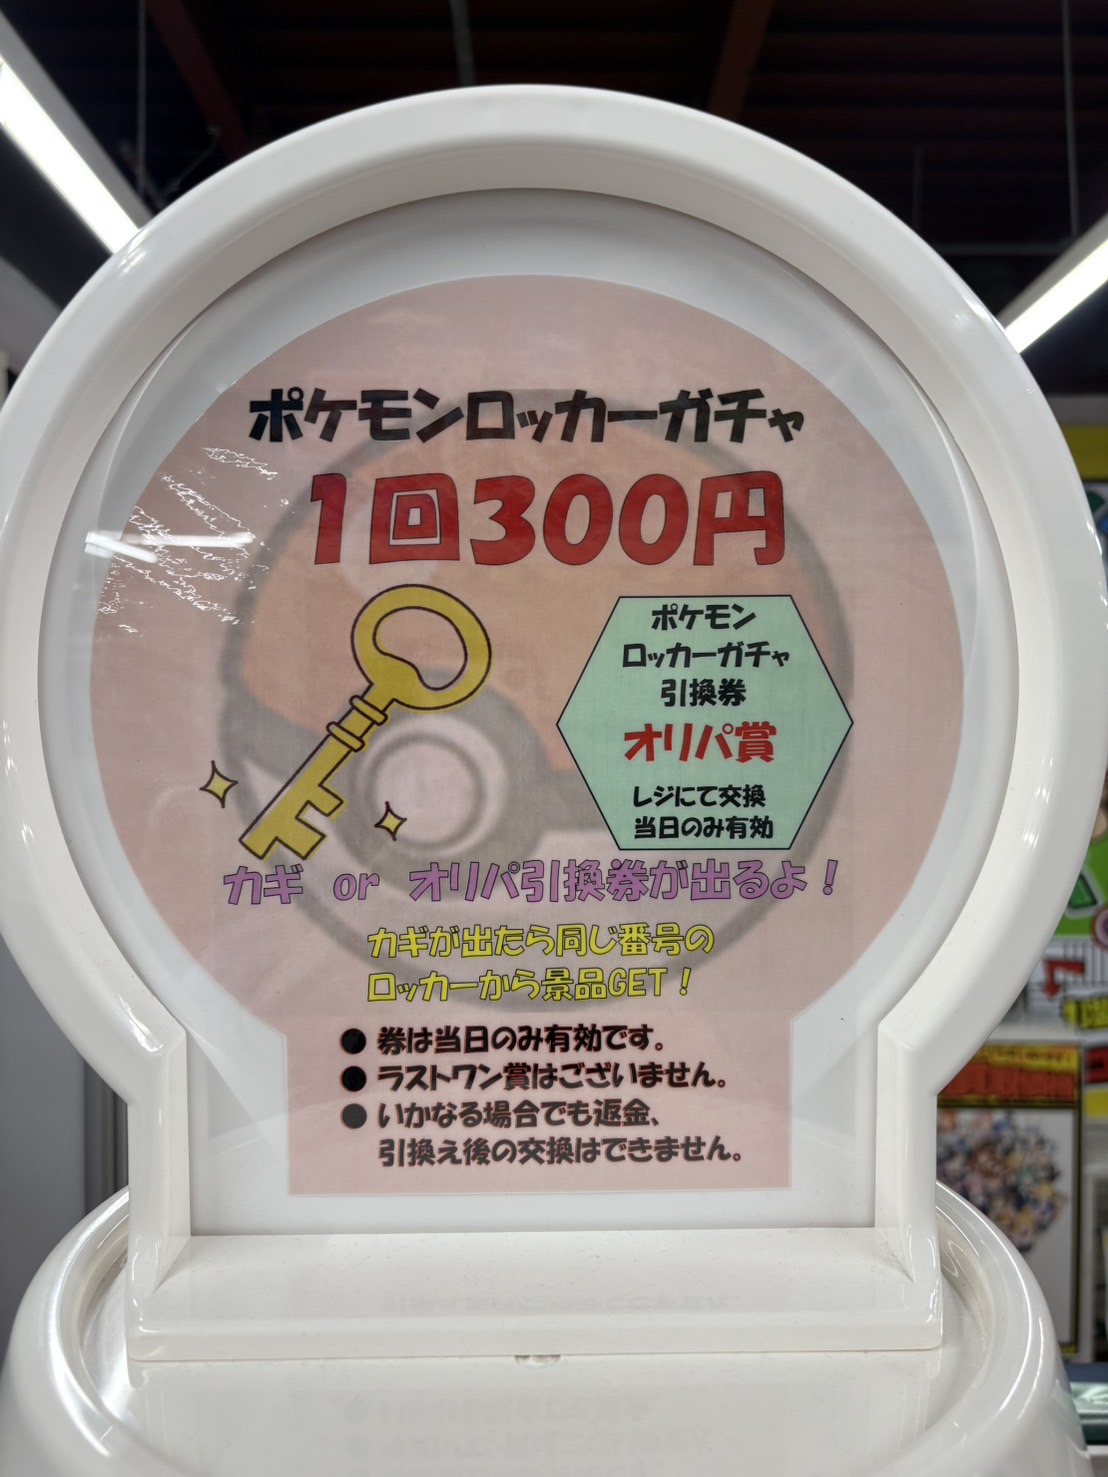 ポケモンロッカーガチャ
1回300円
ポケモン
ロッカーガチャ
引換券
オリパ賞
レジにて交換
当日のみ有効
カギ or オリパ引換券が出るよ！
カギが出たら同じ番号の
ロッカーから景品GET！
● 券は当日のみ有効です。
● ラストワン賞はございません。
● いかなる場合でも返金、
引換え後の交換はできません。